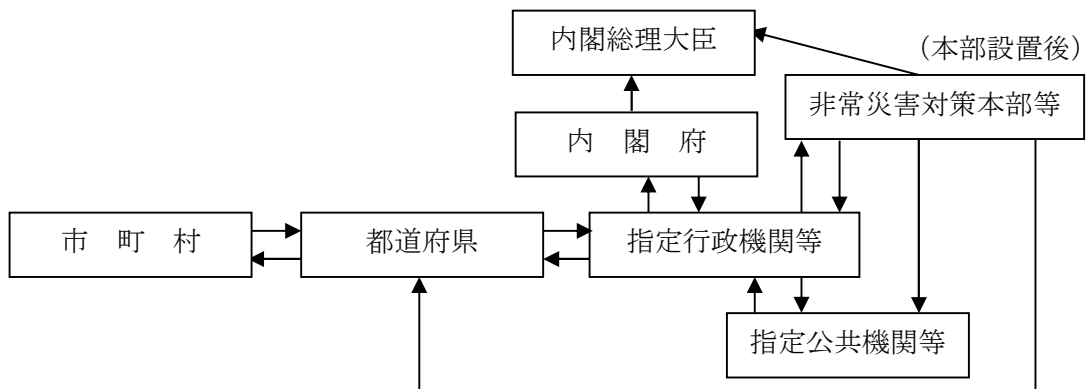 内閣総理大臣
（本部設置後）
非常災害対策本部等
内　閣　府
市　町　村
都道府県
指定行政機関等
指定公共機関等